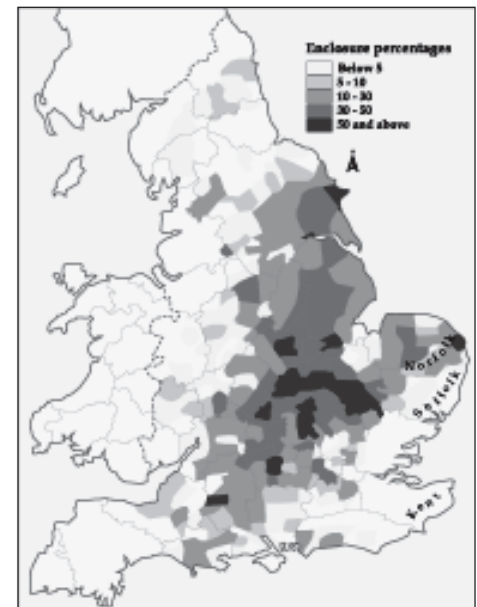 Enclosure percentages
Below 5
5 - 10
10 - 30
30 - 50
50 and above
Norfolk
Suffolk
Kent